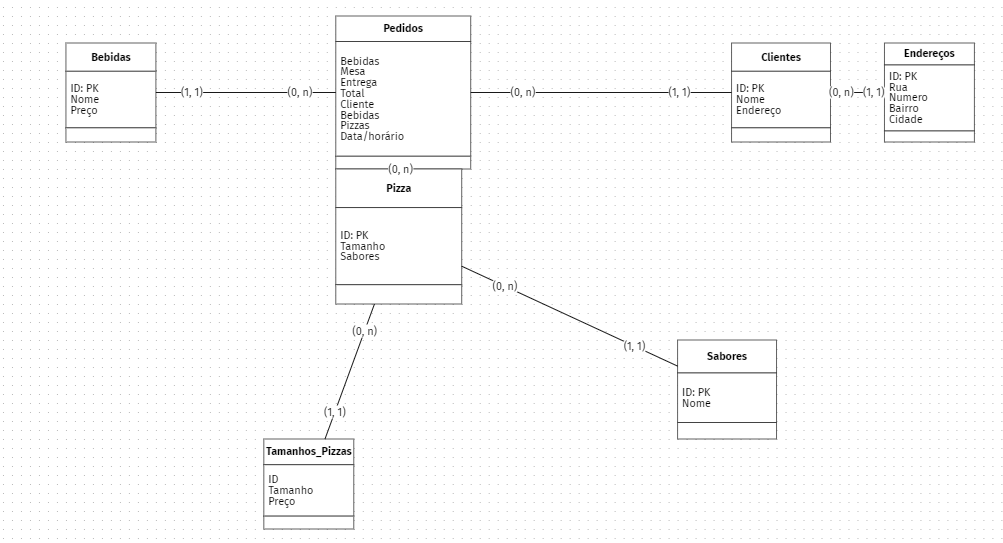 Pedidos
Bebidas
Mesa
Entrega
Total
Cliente
Bebidas
Pizzas
Data/horário
Bebidas
ID: PK
Nome
Preço
(1, 1)
(0, n)
(0, n)
(1, 1)
Clientes
ID: PK
Nome
Endereço
(0, n)
(1, 1)
Endereços
ID: PK
Rua
Numero
Bairro
Cidade
(0, n)
Pizza
ID: PK
Tamanho
Sabores
(0, n)
(1, 1)
Sabores
ID: PK
Nome
(0, n)
(1, 1)
Tamanhos_Pizzas
ID
Tamanho
Preço